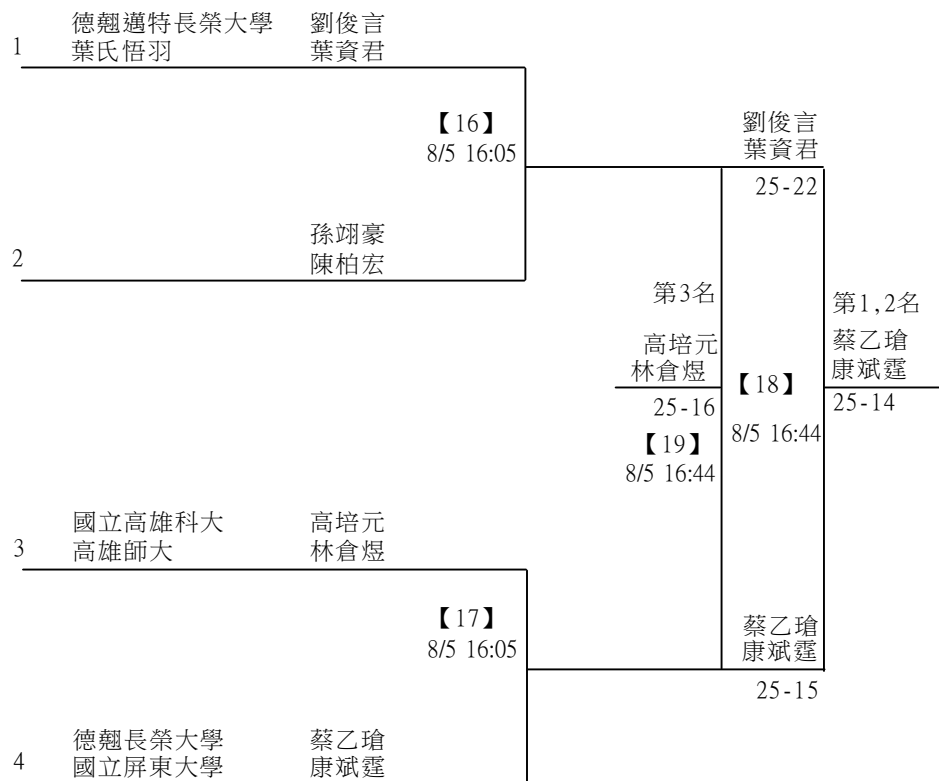 德翹邁特長榮大學 劉俊言
1 葉氏悟羽 葉資君
【16】
8/5 16:05
劉俊言
葉資君
25-22
孫翊豪
2 陳柏宏
第3名
第1,2名
高培元
林倉煜
25-16
【19】
8/5 16:44
【18】
8/5 16:44
蔡乙瑲
康斌霆
25-14
國立高雄科大 高培元
3 高雄師大 林倉煜
【17】
8/5 16:05
蔡乙瑲
康斌霆
25-15
德翹長榮大學 蔡乙瑲
4 國立屏東大學 康斌霆